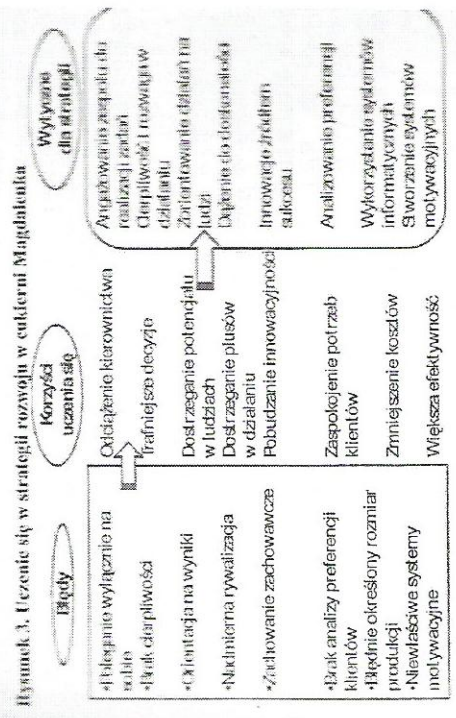 Rysunek 3. Uczenie się w strategii rozwoju w cukierni Magdalenka
Błędy
•Poleganie wyłącznie na
sobie
•Brak cierpliwości
•Orientacja na wyniki
•Nadmierna rywalizacja
•Zachowanie zachowawcze
•Brak analizy preferencji
klientów
•Błędnie określony rozmiar
produkcji
•Niewłaściwe systemy
motywacyjne
Korzyści
uczenia się
Odciążenie kierownictwa
Trafniejsze decyzje
Dostrzeganie potencjału
w ludziach
Dostrzeganie plusów
w działaniu
Pobudzanie innowacyjności
Zaspokojenie potrzeb
klientów
Zmniejszenie kosztów
Większa efektywność
Wytyczne
dla strategii
Angażowanie zespołu do
realizacji zadań
Cierpliwość i rozwaga w
działaniu
Zorientowanie działań na
ludzi
Dążenie do doskonałości
Innowacje źródłem
sukcesu
Analizowanie preferencji
Wykorzystanie systemów
informatycznych
Stworzenie systemów
motywacyjnych